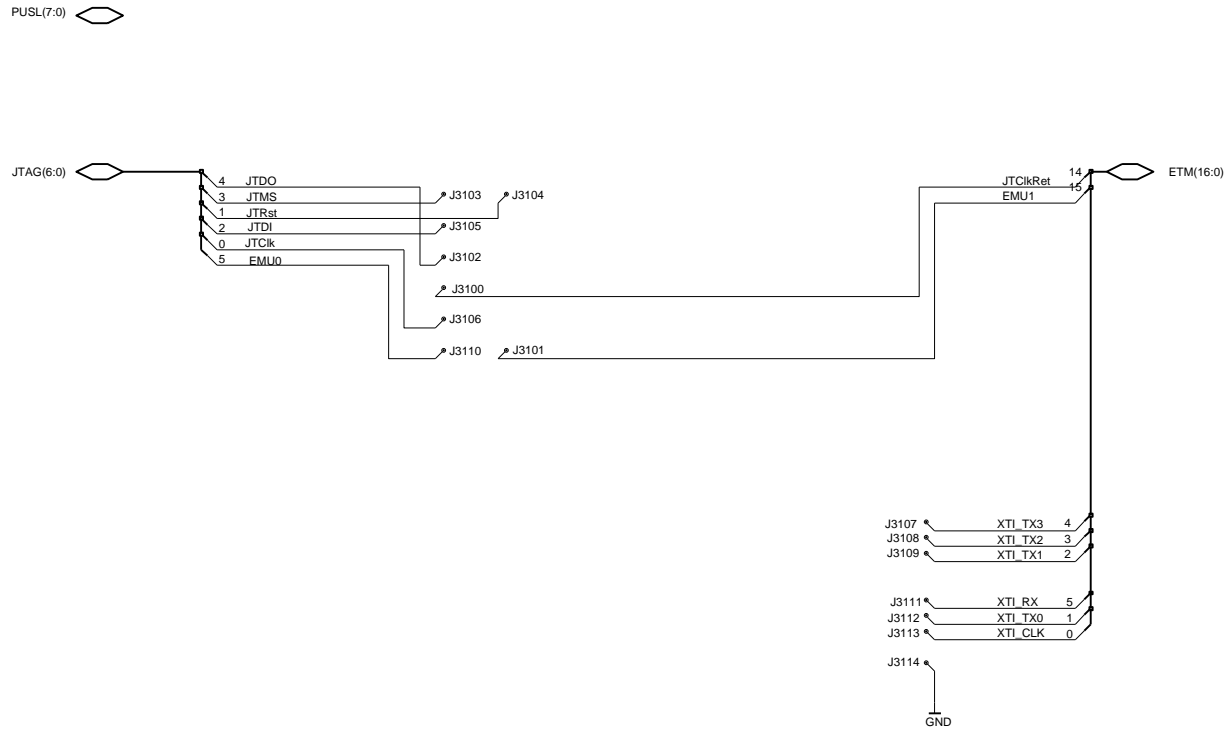 PUSL(7:0)
JTAG(6:0)
4 JTDO
3 JTMS
1 JTRst
2 JTDI
0 JTClk
5 EMU0
J3103
J3104
J3105
J3102
J3100
J3106
J3110
J3101
14
JTClkRet
15
EMU1
ETM(16:0)
J3107 XTI_TX3 4
J3108 XTI_TX2 3
J3109 XTI_TX1 2
J3111 XTI_RX 5
J3112 XTI_TX0 1
J3113 XTI_CLK 0
J3114
GND